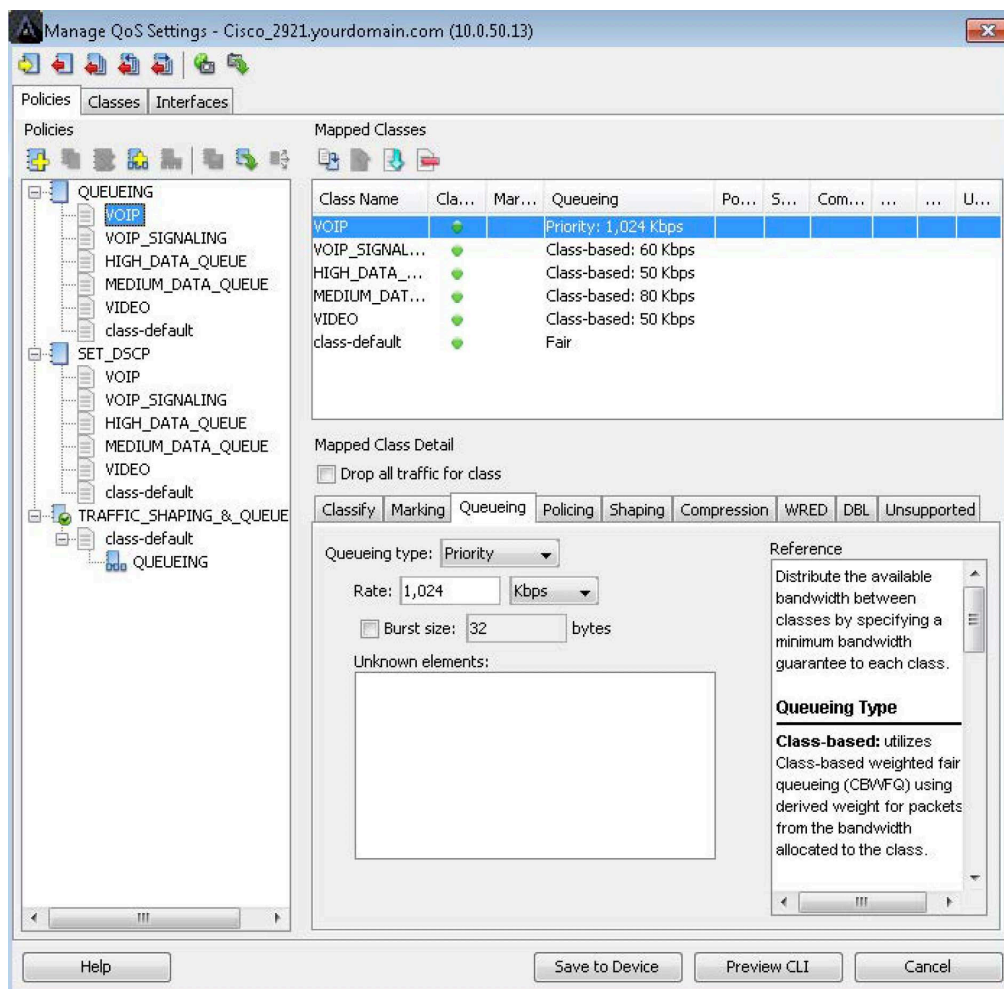 Manage QoS Settings - Cisco_2921.yourdomain.com (10.0.50.13)
Policies
Classes
Interfaces
Policies
QUEUEING
VOIP
VOIP_SIGNALING
HIGH_DATA_QUEUE
MEDIUM_DATA_QUEUE
VIDEO
class-default
SET_DSCP
VOIP
VOIP_SIGNALING
HIGH_DATA_QUEUE
MEDIUM_DATA_QUEUE
VIDEO
class-default
TRAFFIC_SHAPING_&_QUEUE
class-default
QUEUEING
Mapped Classes
Class Name Cla... Mar... Queueing Po... S... Com... ... ... U...
VOIP Priority: 1,024 Kbps
VOIP_SIGNAL... Class-based: 60 Kbps
HIGH_DATA_... Class-based: 50 Kbps
MEDIUM_DAT... Class-based: 80 Kbps
VIDEO Class-based: 50 Kbps
class-default Fair
Mapped Class Detail
Drop all traffic for class
Classify Marking Queueing Policing Shaping Compression WRED DBL Unsupported
Queueing type: Priority
Rate: 1,024 Kbps
Burst size: 32 bytes
Unknown elements:
Reference
Distribute the available
bandwidth between
classes by specifying a
minimum bandwidth
guarantee to each class.
Queueing Type
Class-based: utilizes
Class-based weighted fair
queueing (CBWFQ) using
derived weight for packets
from the bandwidth
allocated to the class.
Help
Save to Device
Preview CLI
Cancel